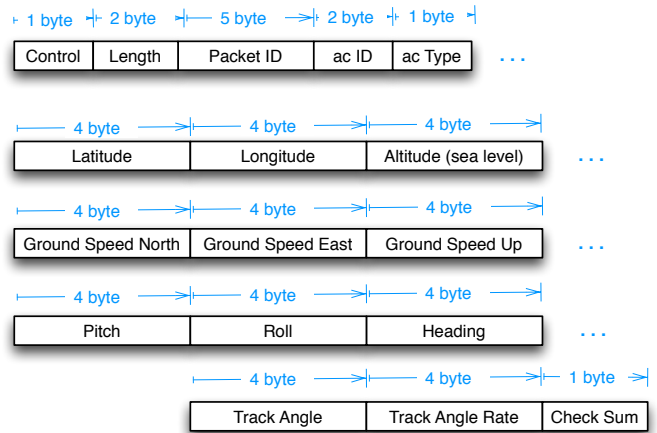 1 byte 2 byte 5 byte 2 byte 1 byte
Control Length Packet ID ac ID ac Type ...
4 byte 4 byte 4 byte
Latitude Longitude Altitude (sea level) ...
4 byte 4 byte 4 byte
Ground Speed North Ground Speed East Ground Speed Up ...
4 byte 4 byte 4 byte
Pitch Roll Heading ...
4 byte 4 byte 1 byte
Track Angle Track Angle Rate Check Sum